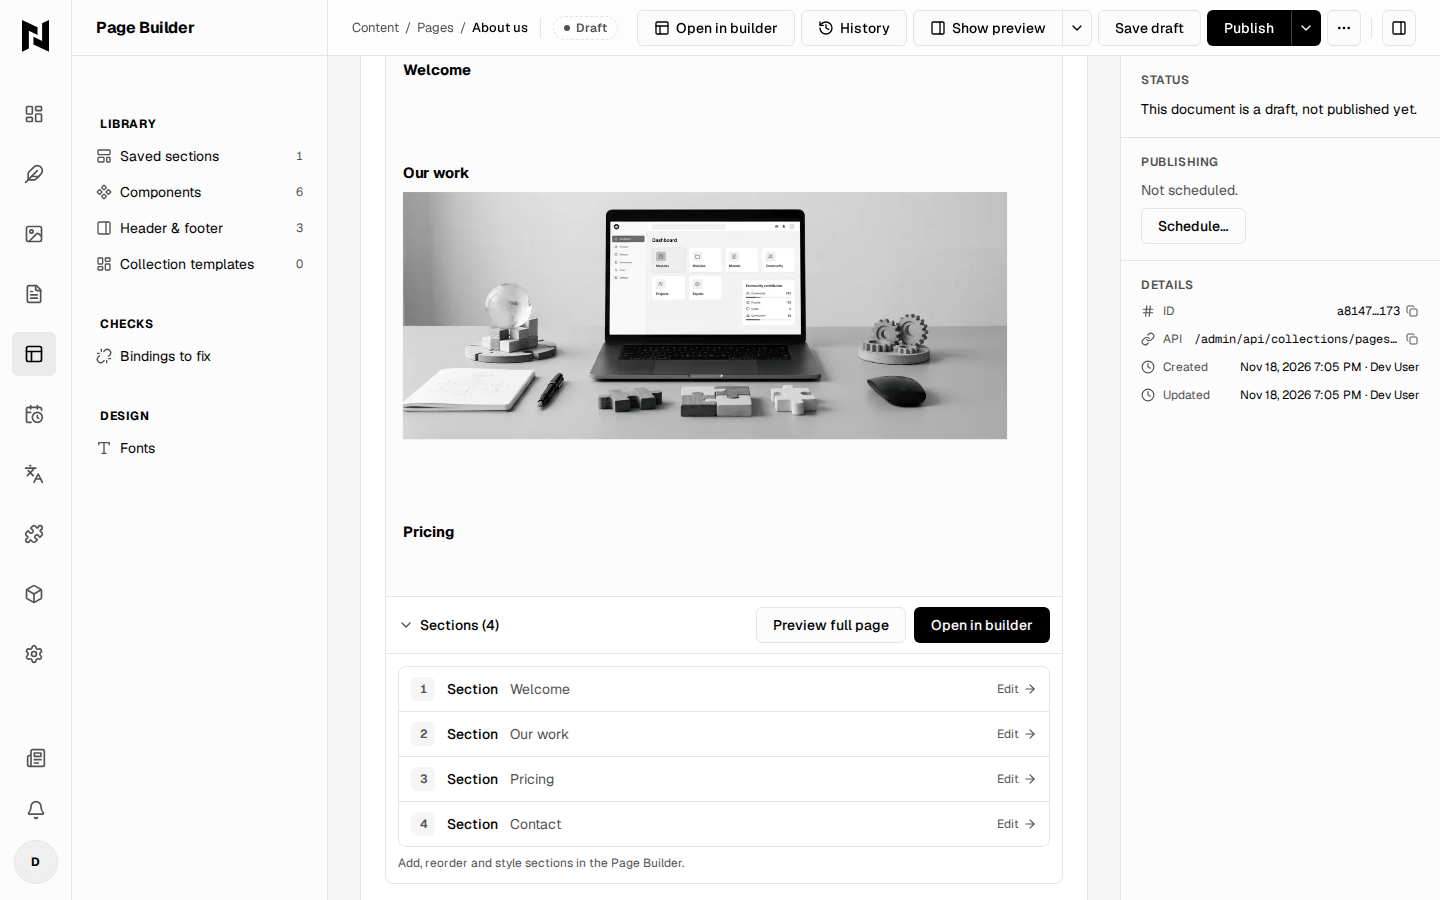 Page Builder
Content / Pages / About us
Draft
Open in builder
History
Show preview
Save draft
Publish
LIBRARY
Saved sections 1
Components 6
Header & footer 3
Collection templates 0
CHECKS
Bindings to fix
DESIGN
Fonts
D
Welcome
Our work
Dashboard
Pricing
Sections (4)
Preview full page
Open in builder
1 Section Welcome Edit
2 Section Our work Edit
3 Section Pricing Edit
4 Section Contact Edit
Add, reorder and style sections in the Page Builder.
STATUS
This document is a draft, not published yet.
PUBLISHING
Not scheduled.
Schedule...
DETAILS
ID a8147…173
API /admin/api/collections/pages…
Created Nov 18, 2026 7:05 PM · Dev User
Updated Nov 18, 2026 7:05 PM · Dev User